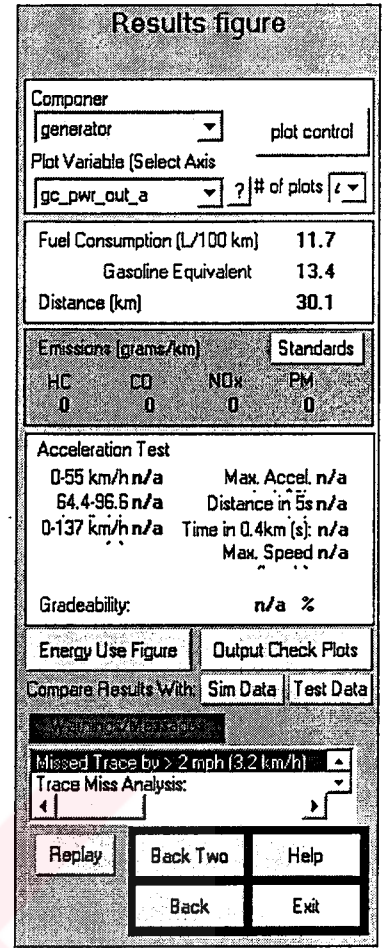 Results figure
Componer
generator
plot control
Plot Variable (Select Axis
gc_pwr_out_a ? # of plots
Fuel Consumption (L/100 km) 11.7
Gasoline Equivalent 13.4
Distance (km) 30.1
Emissions (grams/km) Standards
HC CO NOx PM
0 0 0 0
Acceleration Test
0-55 km/h n/a Max. Accel. n/a
64.4-96.6 n/a Distance in 5s n/a
0-137 km/h n/a Time in 0.4km (s): n/a
Max. Speed n/a
Gradeability: n/a %
Energy Use Figure Output Check Plots
Compare Results With: Sim Data Test Data
Warnings/Messages
Missed Trace by > 2 mph (3.2 km/h)
Trace Miss Analysis:
Replay Back Two Help
Back Exit